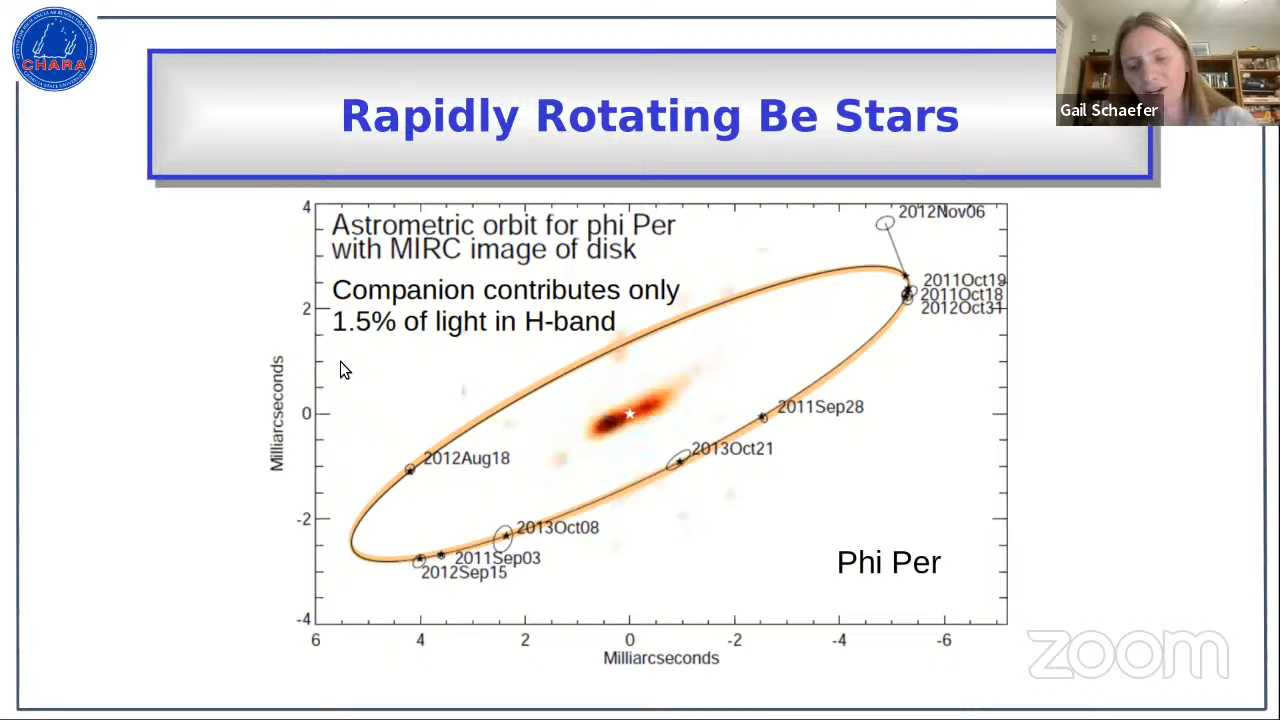 CHARA
Gail Schaefer
Rapidly Rotating Be Stars
Astrometric orbit for phi Per
with MIRC image of disk
Companion contributes only
1.5% of light in H-band
2012Nov06
2011Oct19
2011Oct18
2012Oct31
2011Sep28
2013Oct21
2012Aug18
2013Oct08
2011Sep03
2012Sep15
Phi Per
4
2
0
-2
-4
Milliarcseconds
6 4 2 0 -2 -4 -6
Milliarcseconds
zoom